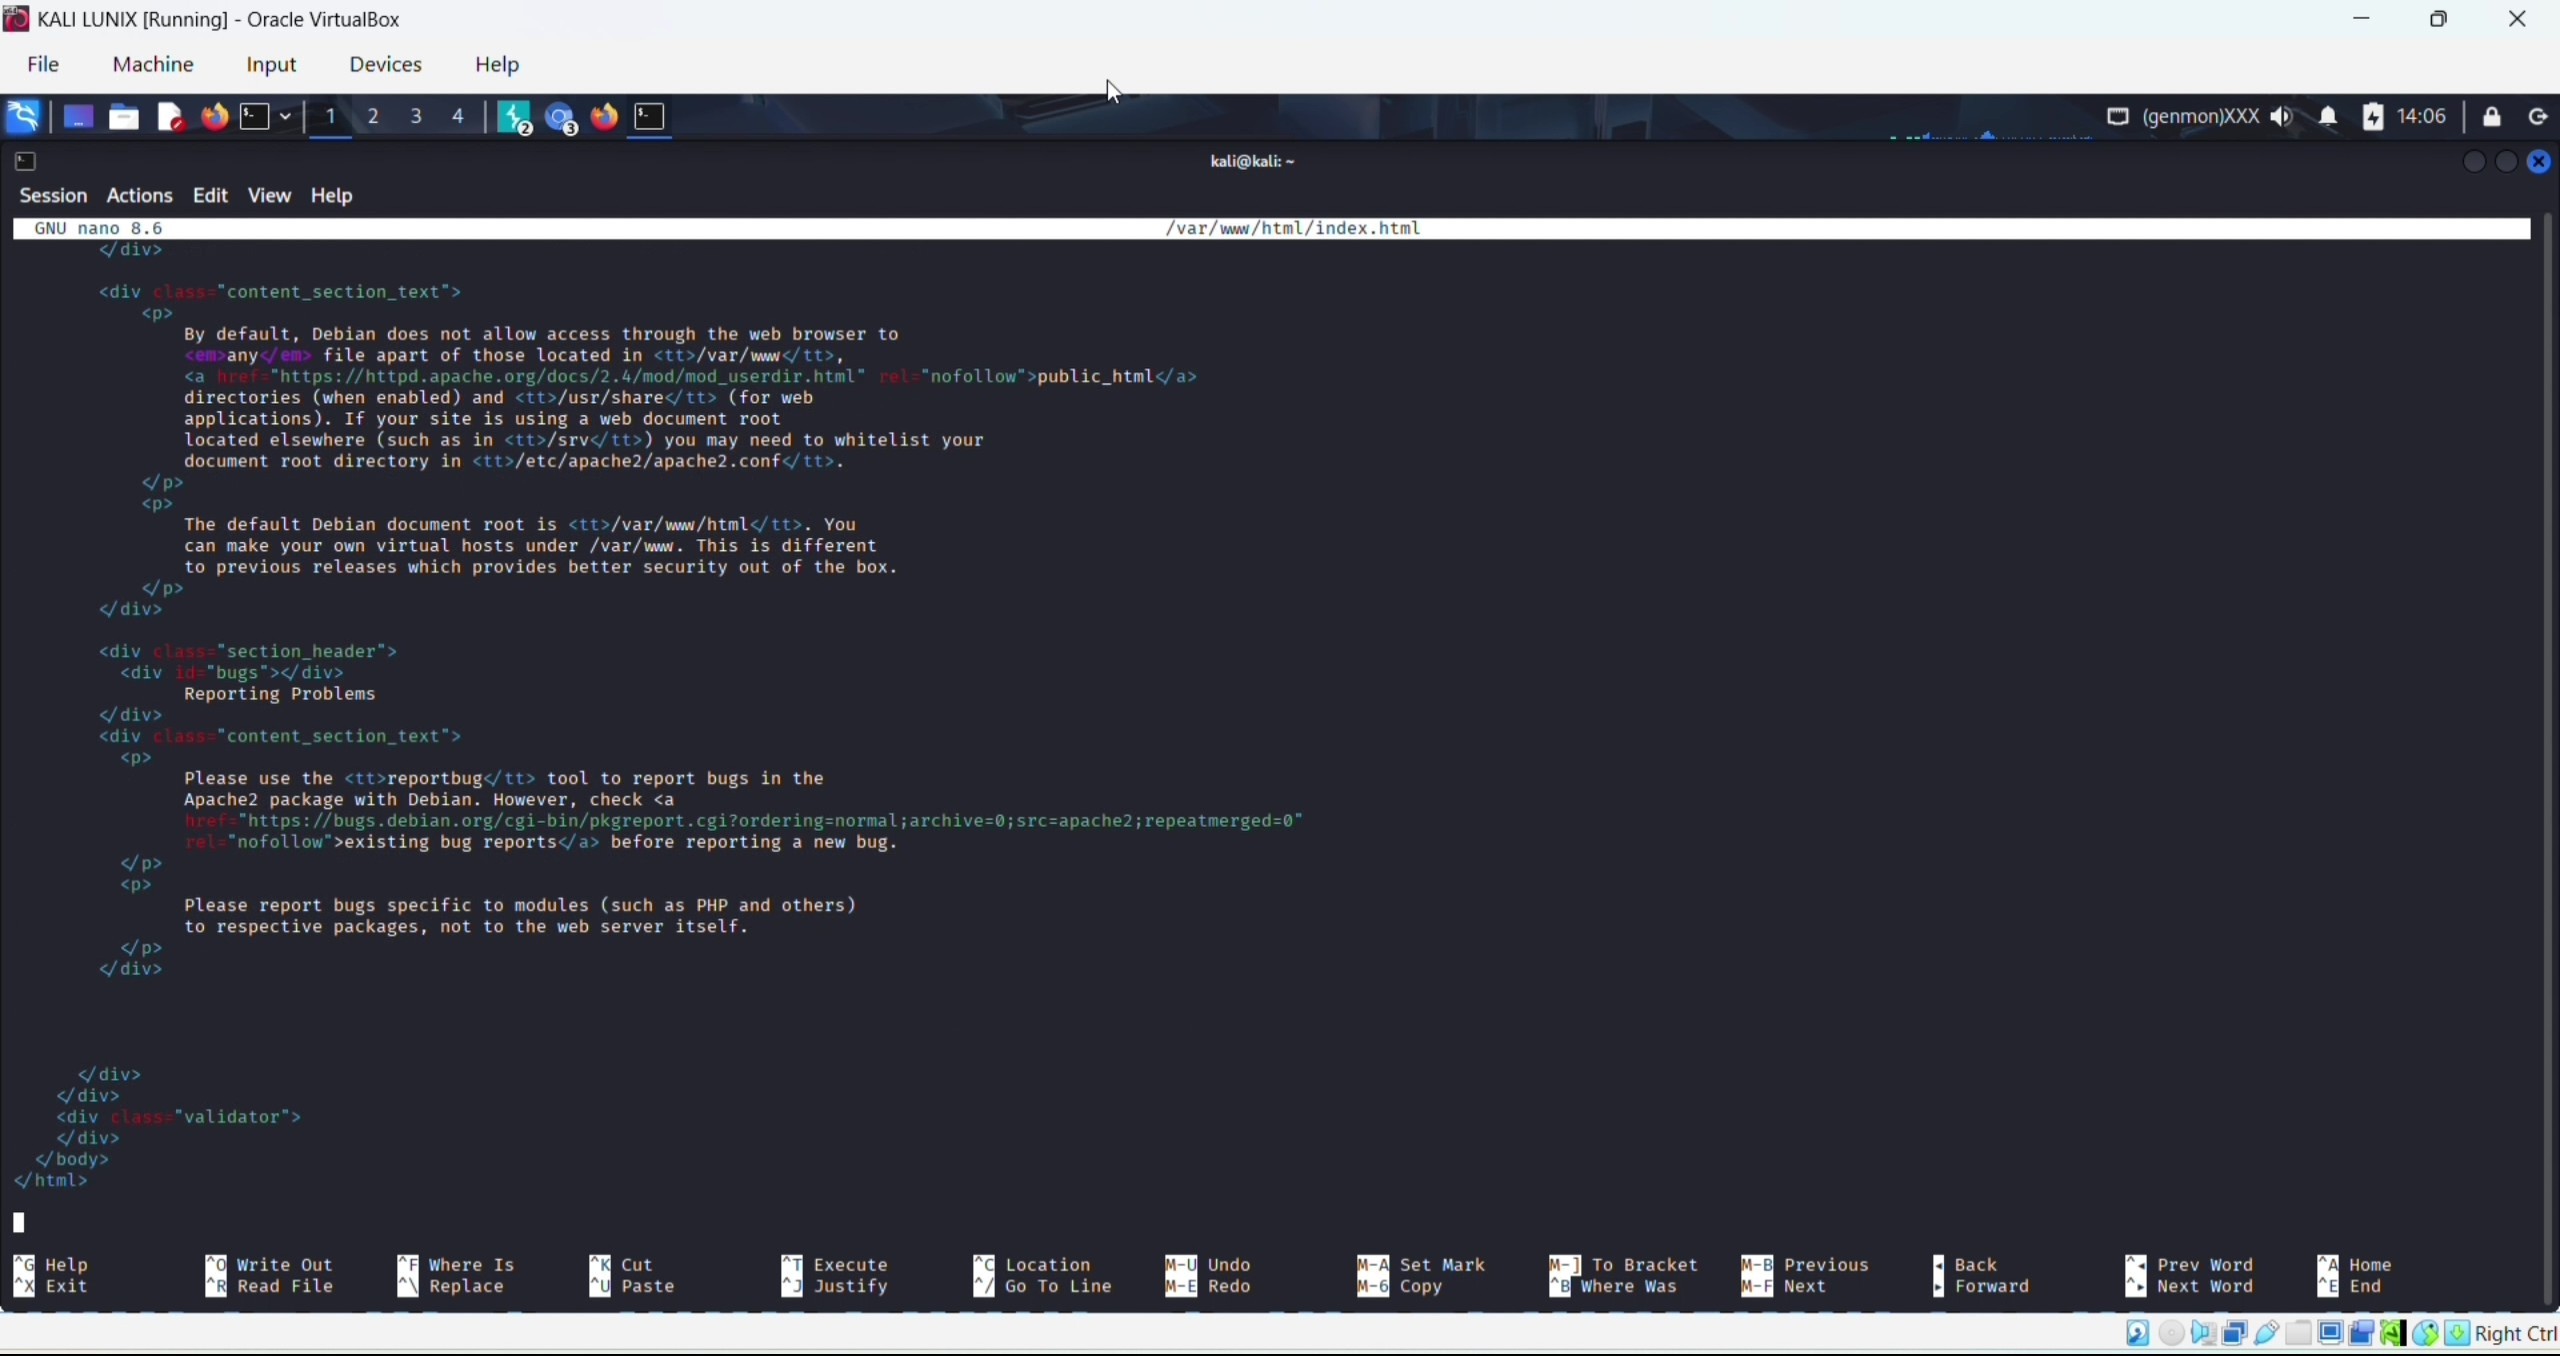 KALI LUNIX [Running] - Oracle VirtualBox
File Machine Input Devices Help
1 2 3 4 2 3 (genmon)XXX 14:06
kali@kali: ~
Session Actions Edit View Help
GNU nano 8.6 /var/www/html/index.html
</div>
<div class="content_section_text">
<p>
By default, Debian does not allow access through the web browser to
<em>any</em> file apart of those located in <tt>/var/www</tt>,
<a href="https://httpd.apache.org/docs/2.4/mod/mod_userdir.html" rel="nofollow">public_html</a>
directories (when enabled) and <tt>/usr/share</tt> (for web
applications). If your site is using a web document root
located elsewhere (such as in <tt>/srv</tt>) you may need to whitelist your
document root directory in <tt>/etc/apache2/apache2.conf</tt>.
</p>
<p>
The default Debian document root is <tt>/var/www/html</tt>. You
can make your own virtual hosts under /var/www. This is different
to previous releases which provides better security out of the box.
</p>
</div>
<div class="section_header">
<div id="bugs"></div>
Reporting Problems
</div>
<div class="content_section_text">
<p>
Please use the <tt>reportbug</tt> tool to report bugs in the
Apache2 package with Debian. However, check <a
href="https://bugs.debian.org/cgi-bin/pkgreport.cgi?ordering=normal;archive=0;src=apache2;repeatmerged=0"
rel="nofollow">existing bug reports</a> before reporting a new bug.
</p>
<p>
Please report bugs specific to modules (such as PHP and others)
to respective packages, not to the web server itself.
</p>
</div>
</div>
</div>
<div class="validator">
</div>
</body>
</html>
^G Help ^O Write Out ^F Where Is ^K Cut ^T Execute ^C Location M-U Undo M-A Set Mark M-] To Bracket M-B Previous ◂ Back ^◂ Prev Word ^A Home
^X Exit ^R Read File ^\ Replace ^U Paste ^J Justify ^/ Go To Line M-E Redo M-6 Copy ^B Where Was M-F Next ▸ Forward ^▸ Next Word ^E End
Right Ctrl